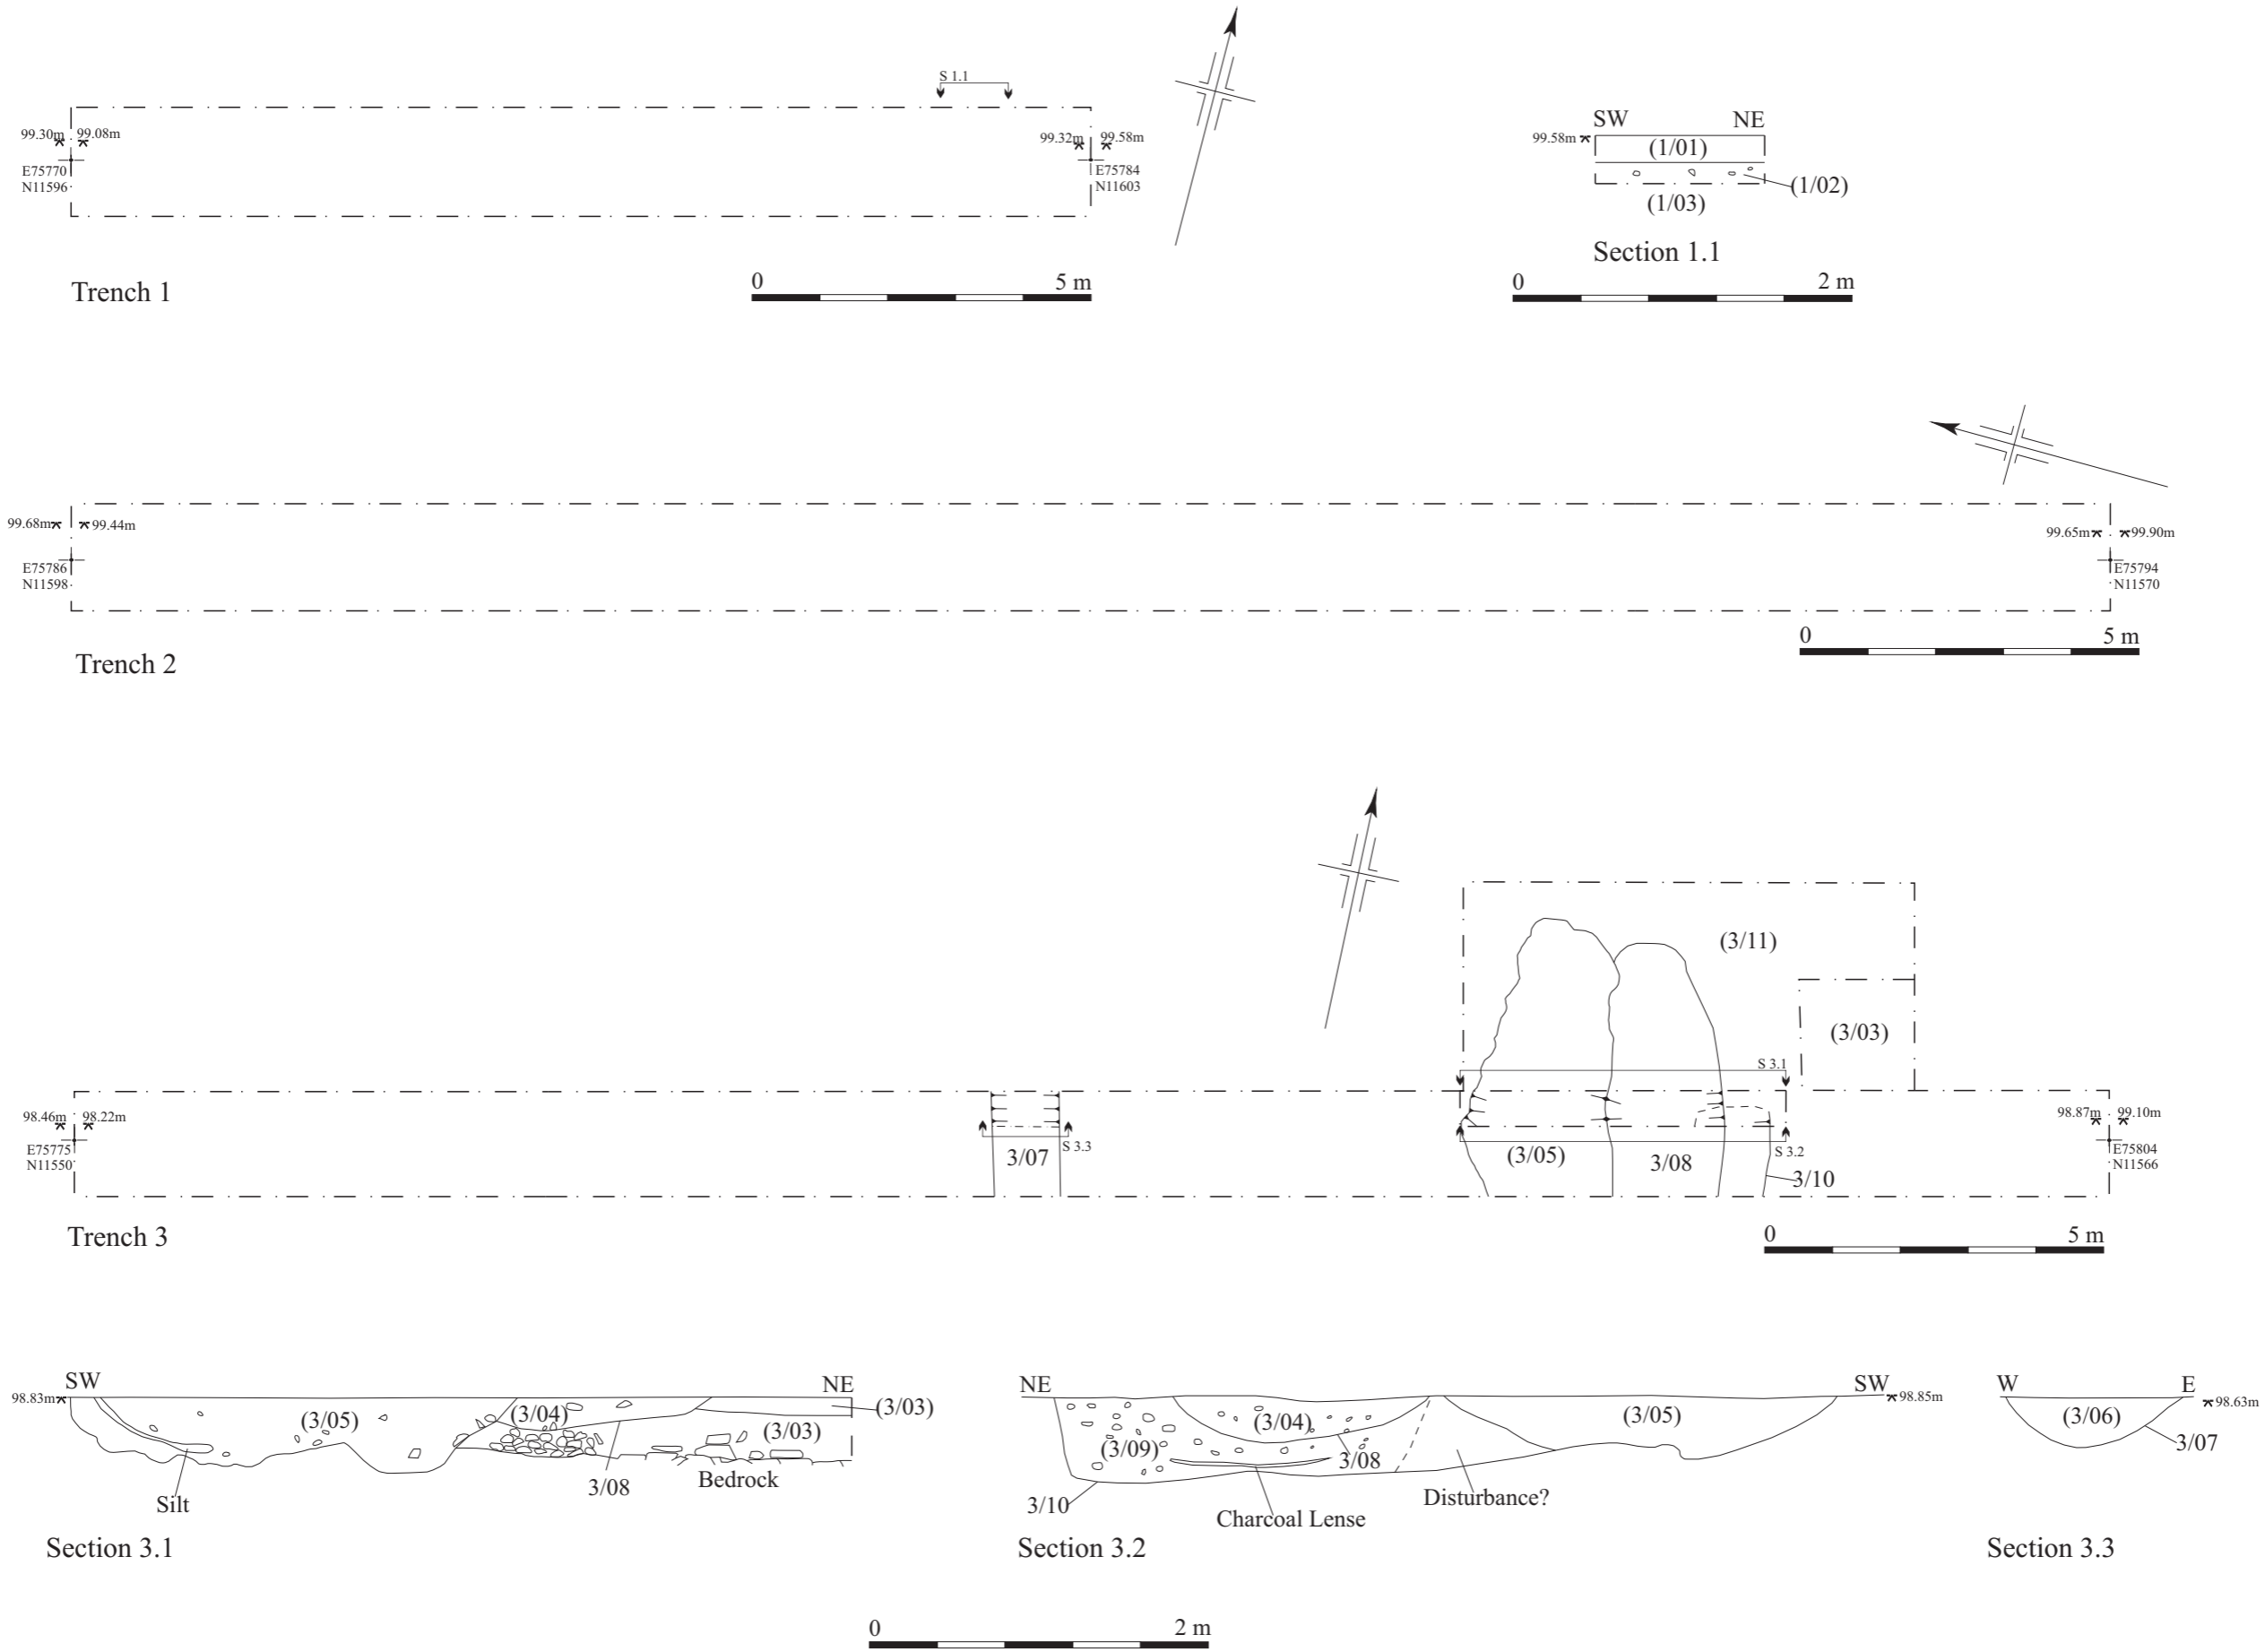 S 1.1
99.30m 99.08m
99.32m 99.58m
E75770
N11596
E75784
N11603
Trench 1
0 5 m
SW NE
99.58m
(1/01)
(1/02)
(1/03)
Section 1.1
0 2 m
99.68m 99.44m
99.65m 99.90m
E75786
N11598
E75794
N11570
Trench 2
0 5 m
(3/11)
(3/03)
S 3.1
98.46m 98.22m
98.87m 99.10m
E75775
N11550
E75804
N11566
S 3.3
3/07
(3/05)
3/08
S 3.2
3/10
Trench 3
0 5 m
SW NE
98.83m
(3/05)
(3/04)
(3/03)
(3/03)
3/08
Bedrock
Silt
Section 3.1
NE SW
98.85m
(3/04)
(3/05)
(3/09)
3/08
3/10
Disturbance?
Charcoal Lense
Section 3.2
W E
98.63m
(3/06)
3/07
Section 3.3
0 2 m